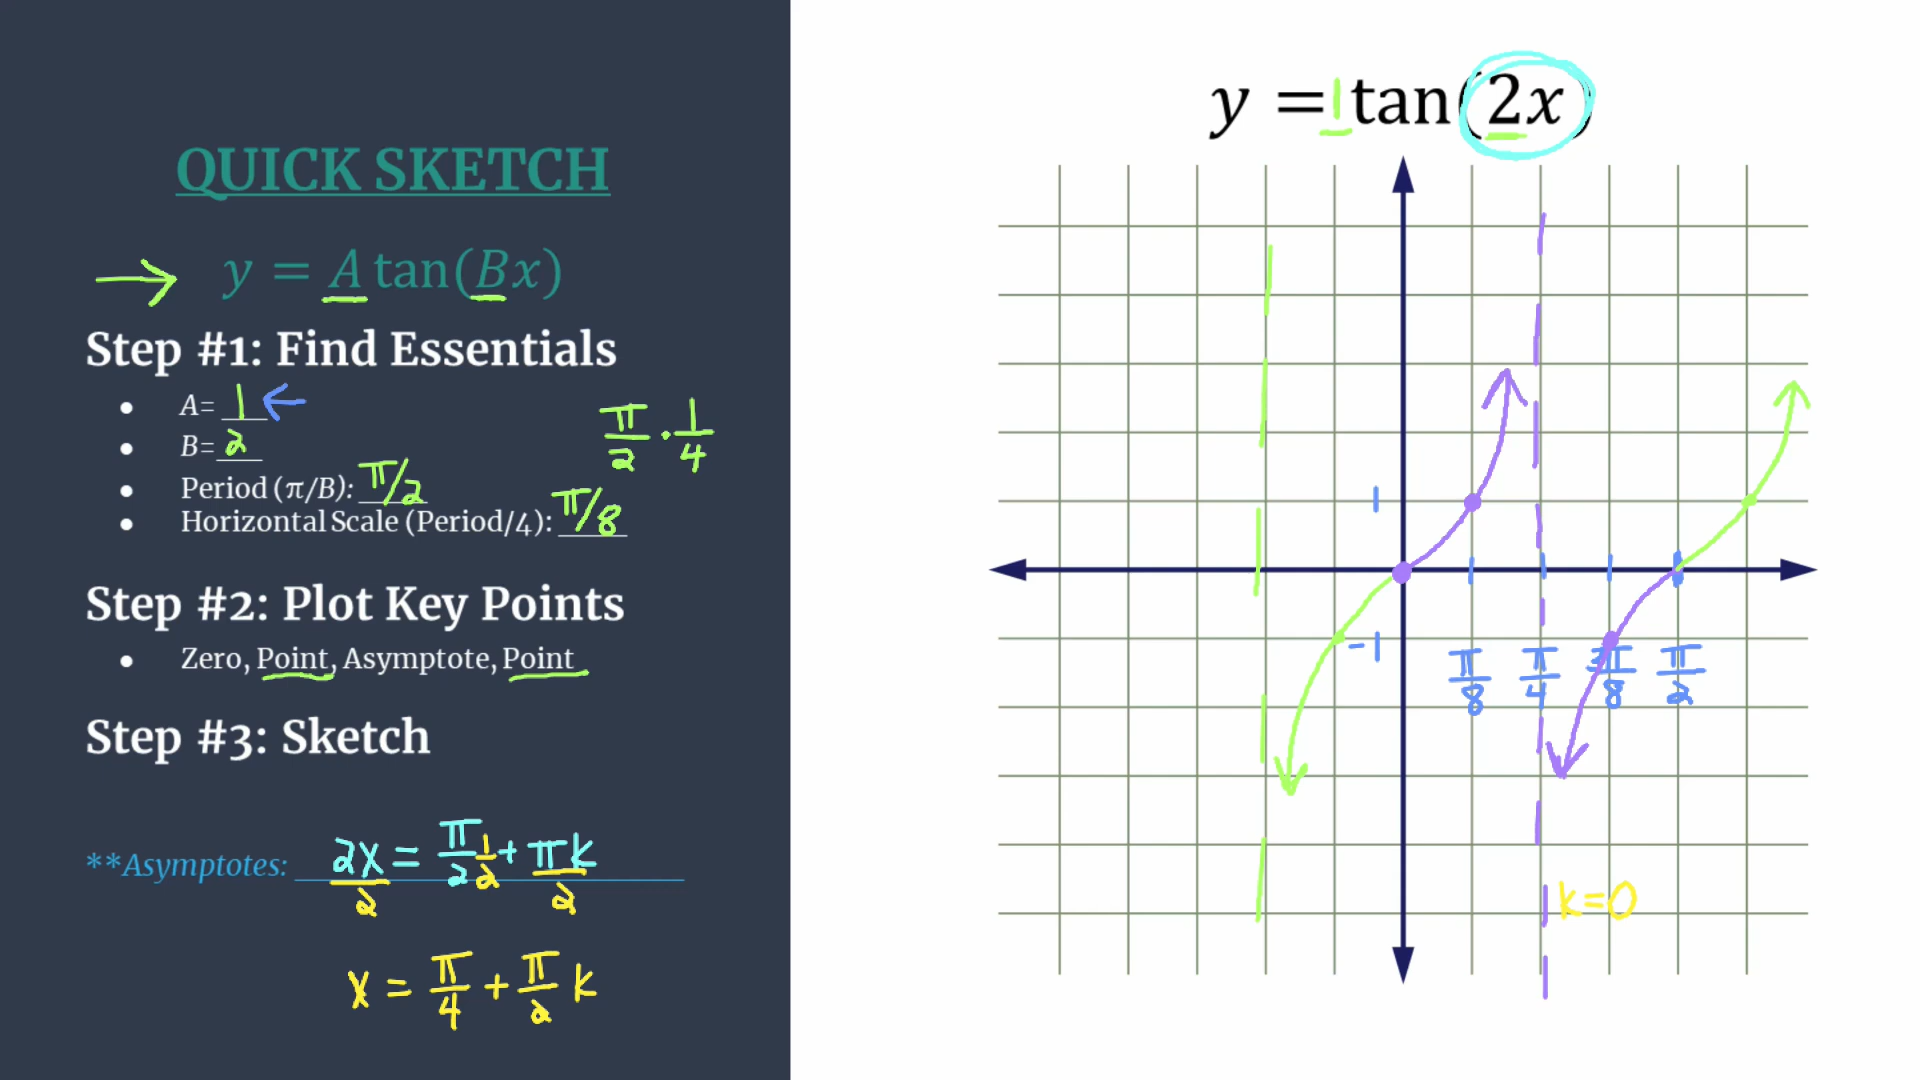 QUICK SKETCH
y = A tan(Bx)
Step #1: Find Essentials
• A= 1
• B= 2
• Period (π/B): π/2
• Horizontal Scale (Period/4): π/8
π/2 · 1/4
Step #2: Plot Key Points
• Zero, Point, Asymptote, Point
Step #3: Sketch
**Asymptotes: 2x/2 = π/2 1/2 + πk/2
x = π/4 + π/2 k
y = 1 tan(2x)
1
-1
π/8 π/4 3π/8 π/2
k=0